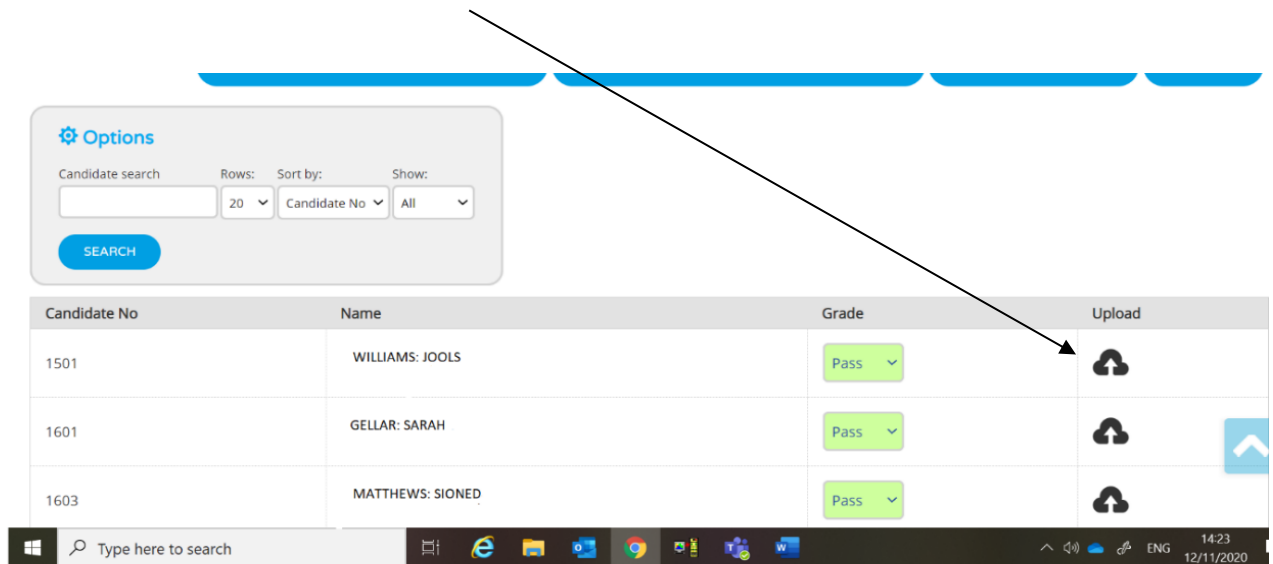 Options
Candidate search Rows: Sort by: Show:
20 Candidate No All
SEARCH
Candidate No Name Grade Upload
1501 WILLIAMS: JOOLS Pass
1601 GELLAR: SARAH Pass
1603 MATTHEWS: SIONED Pass
Type here to search ENG 14:23
12/11/2020